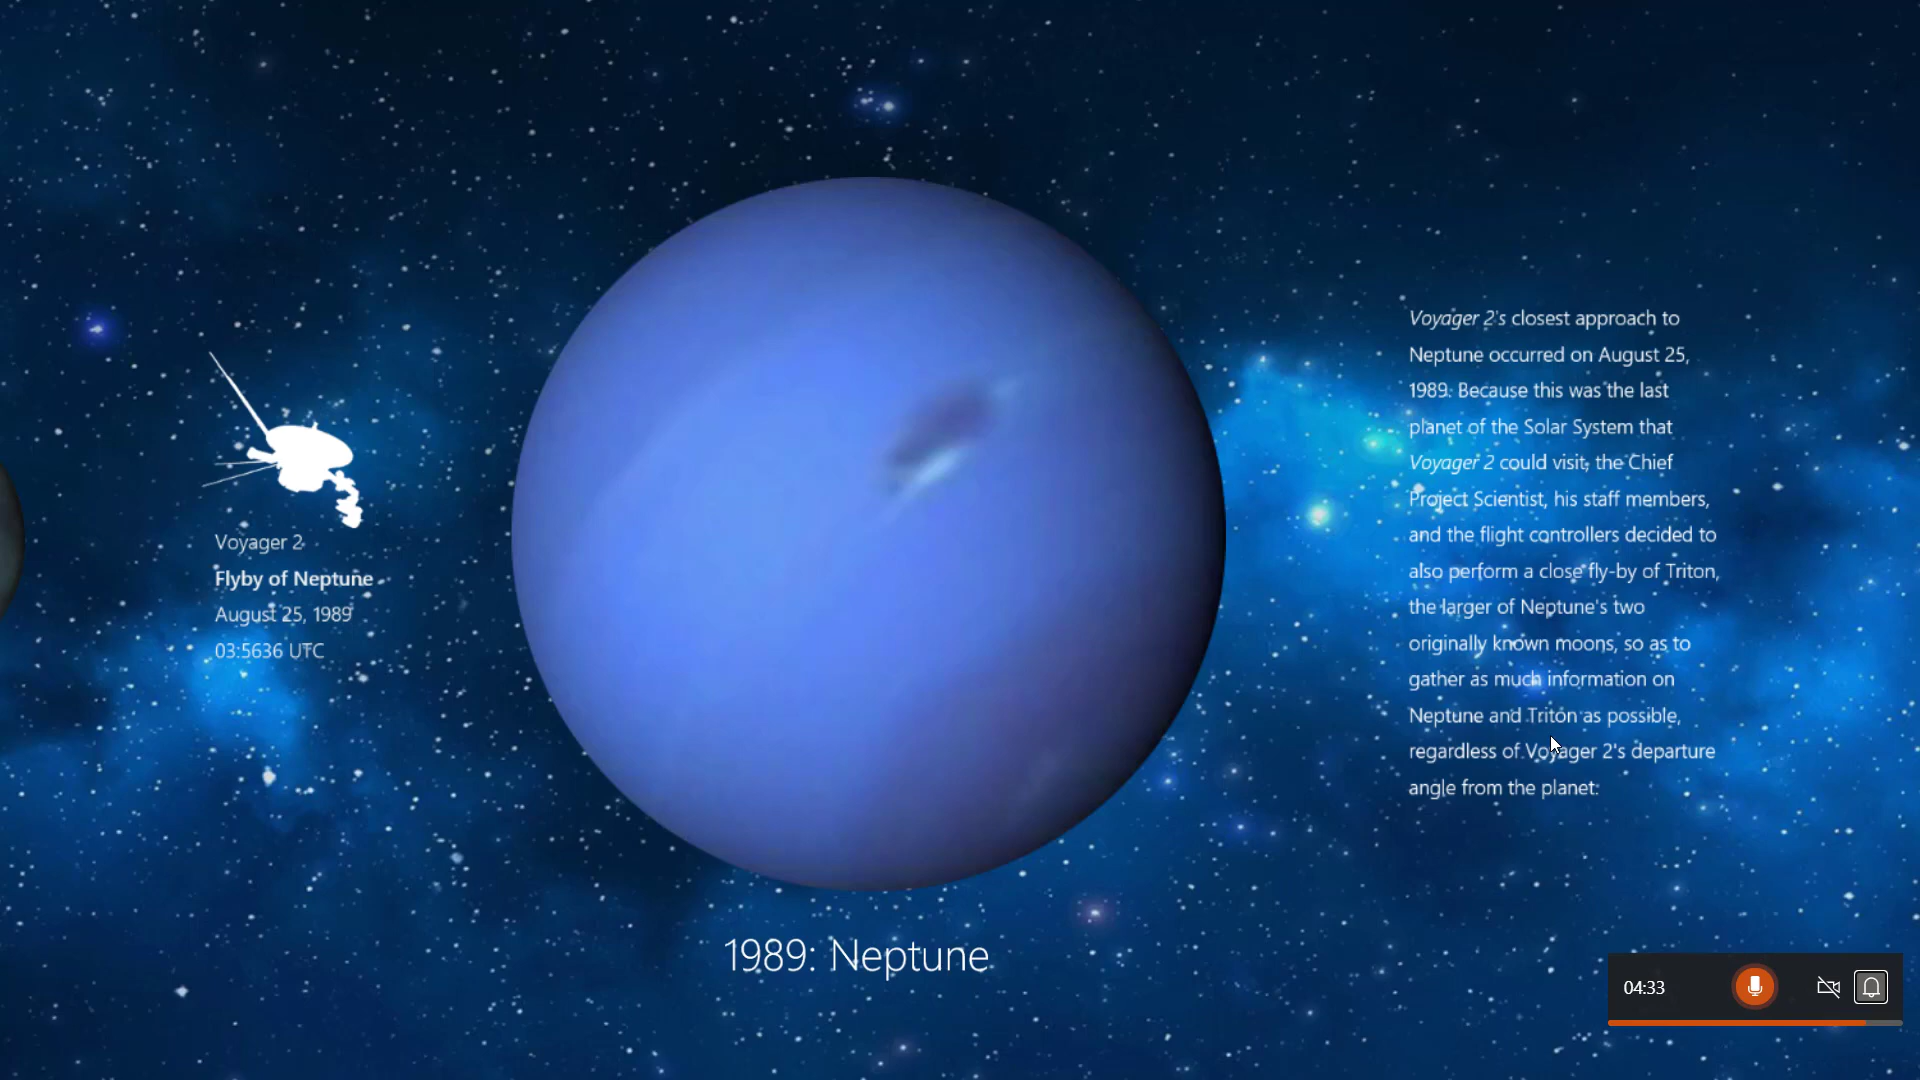 Voyager 2
Flyby of Neptune
August 25, 1989
03:5636 UTC
1989: Neptune
Voyager 2's closest approach to
Neptune occurred on August 25,
1989. Because this was the last
planet of the Solar System that
Voyager 2 could visit, the Chief
Project Scientist, his staff members,
and the flight controllers decided to
also perform a close fly-by of Triton,
the larger of Neptune's two
originally known moons, so as to
gather as much information on
Neptune and Triton as possible,
regardless of Voyager 2's departure
angle from the planet.
04:33